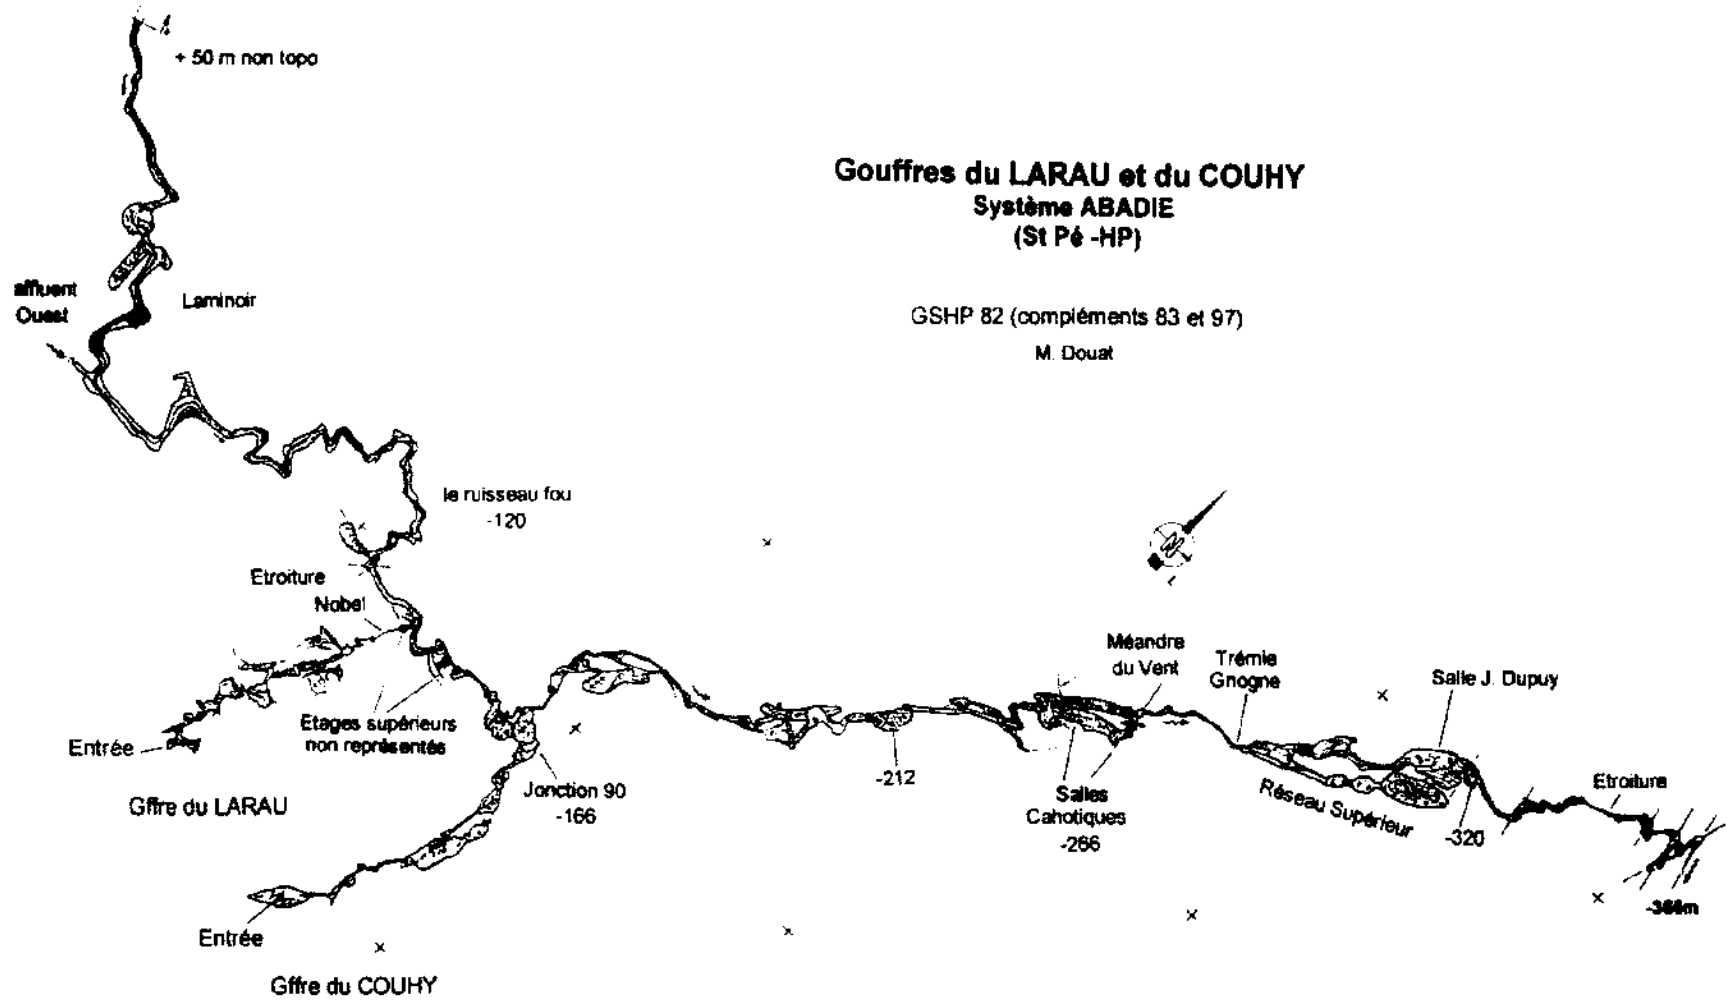 + 50 m non topo
Gouffres du LARAU et du COUHY
Système ABADIE
(St Pé -HP)
GSHP 82 (compléments 83 et 97)
M. Douat
affluent
Ouest
Laminoir
le ruisseau fou
-120
Etroiture
Nobel
Entrée
Etages supérieurs
non représentés
Gffre du LARAU
Jonction 90
-166
Entrée
Gffre du COUHY
-212
Méandre
du Vent
Salles
Cahotiques
-266
Trémie
Gnogne
Réseau Supérieur
Salle J. Dupuy
-320
Etroiture
N